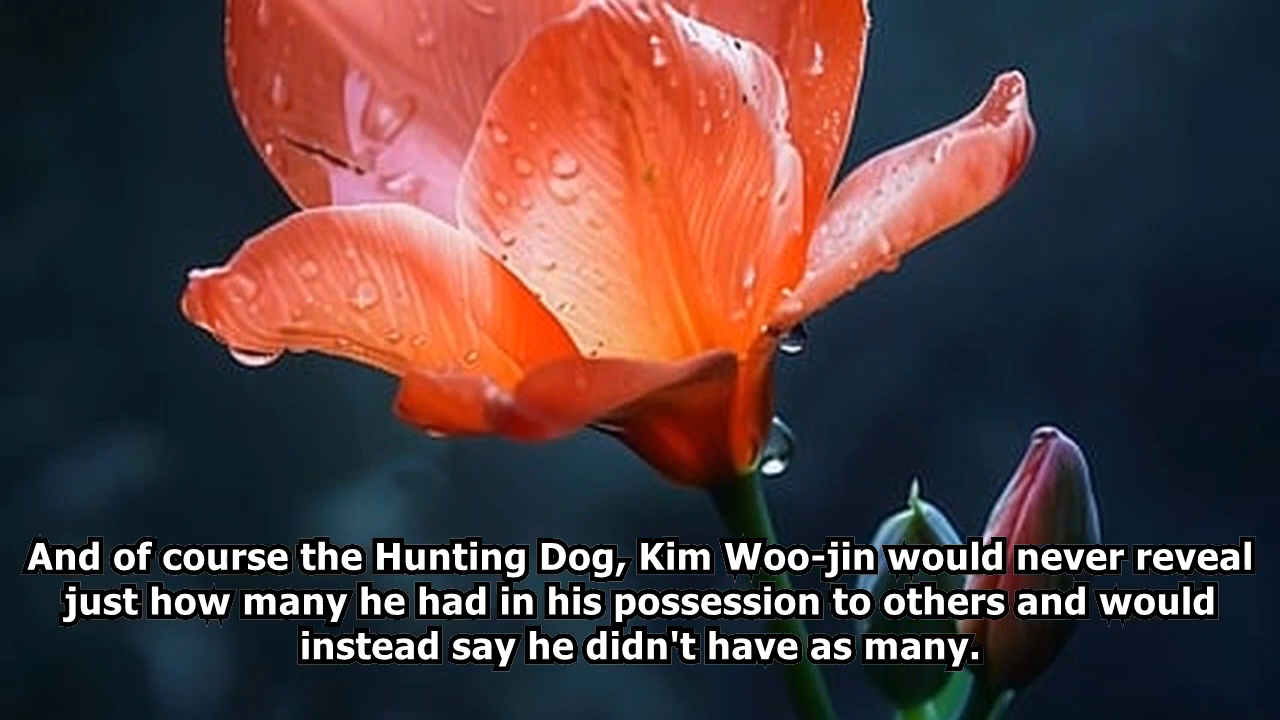 And of course the Hunting Dog, Kim Woo-jin would never reveal
just how many he had in his possession to others and would
instead say he didn't have as many.